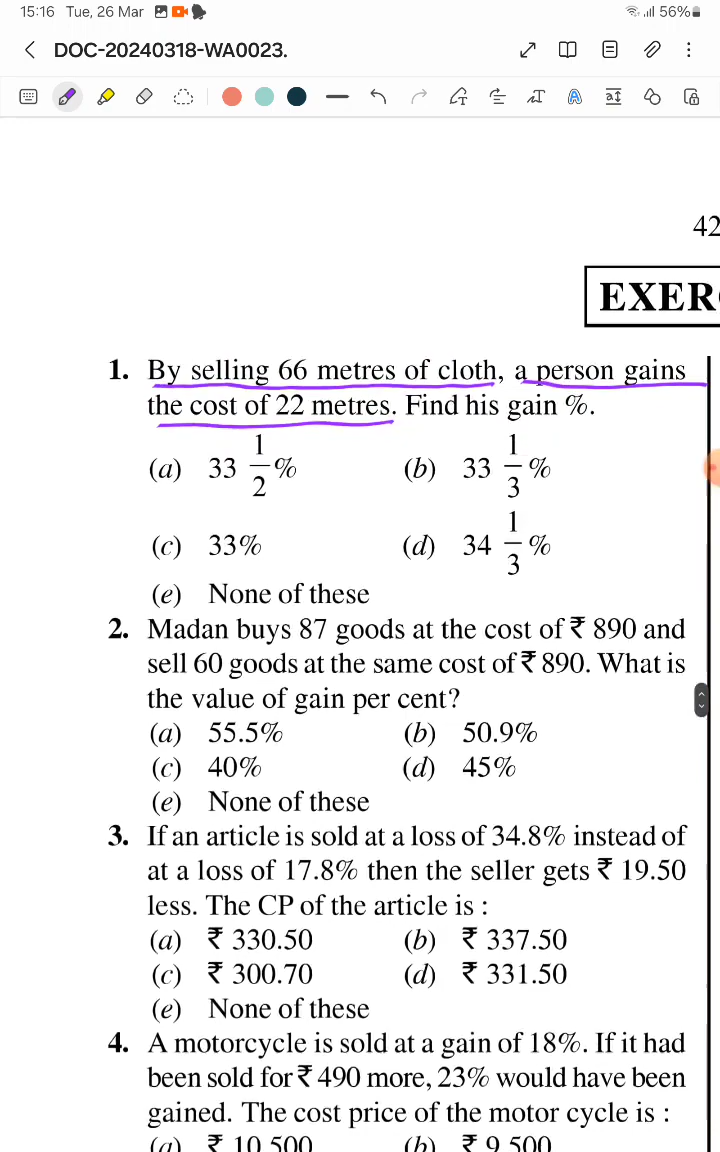 15:16 Tue, 26 Mar 56%
DOC-20240318-WA0023.
42
EXER
1. By selling 66 metres of cloth, a person gains
the cost of 22 metres. Find his gain %.
(a) 33 1/2 % (b) 33 1/3 %
(c) 33% (d) 34 1/3 %
(e) None of these
2. Madan buys 87 goods at the cost of ₹ 890 and
sell 60 goods at the same cost of ₹ 890. What is
the value of gain per cent?
(a) 55.5% (b) 50.9%
(c) 40% (d) 45%
(e) None of these
3. If an article is sold at a loss of 34.8% instead of
at a loss of 17.8% then the seller gets ₹ 19.50
less. The CP of the article is :
(a) ₹ 330.50 (b) ₹ 337.50
(c) ₹ 300.70 (d) ₹ 331.50
(e) None of these
4. A motorcycle is sold at a gain of 18%. If it had
been sold for ₹ 490 more, 23% would have been
gained. The cost price of the motor cycle is :
(a) ₹ 10,500 (b) ₹ 9,500